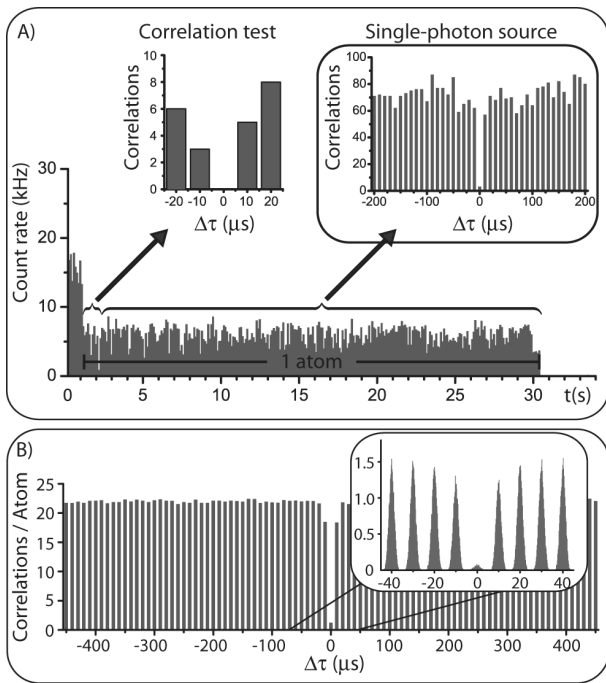 A)
Correlation test
Single-photon source
Correlations
10
8
6
4
2
0
-20 -10 0 10 20
Δτ (μs)
Correlations
100
80
60
40
20
0
-200 -100 0 100 200
Δτ (μs)
Count rate (kHz)
30
20
10
0
1 atom
0 5 10 15 20 25 30 t(s)
B)
Correlations / Atom
25
20
15
10
5
0
-400 -300 -200 -100 0 100 200 300 400
Δτ (μs)
1.5
1.0
0.5
0
-40 -20 0 20 40